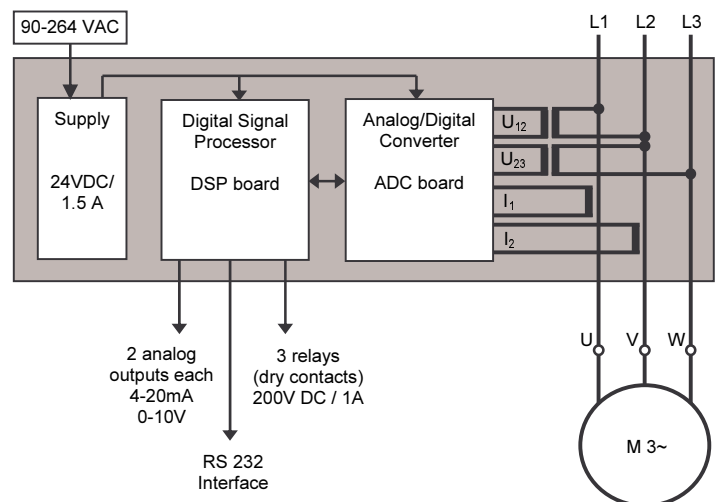 90-264 VAC
L1 L2 L3
Supply
24VDC/
1.5 A
Digital Signal
Processor
DSP board
Analog/Digital
Converter
ADC board
U₁₂
U₂₃
I₁
I₂
2 analog
outputs each
4-20mA
0-10V
RS 232
Interface
3 relays
(dry contacts)
200V DC / 1A
U V W
M 3~